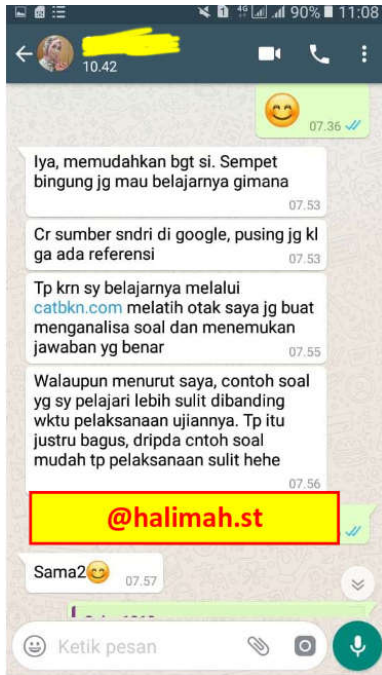 4G 90% 11:08
10.42
07.36
Iya, memudahkan bgt si. Sempet
bingung jg mau belajarnya gimana
07.53
Cr sumber sndri di google, pusing jg kl
ga ada referensi
07.53
Tp krn sy belajarnya melalui
catbkn.com melatih otak saya jg buat
menganalisa soal dan menemukan
jawaban yg benar
07.55
Walaupun menurut saya, contoh soal
yg sy pelajari lebih sulit dibanding
wktu pelaksanaan ujiannya. Tp itu
justru bagus, dripda cntoh soal
mudah tp pelaksanaan sulit hehe
07.56
@halimah.st
Sama2
07.57
Ketik pesan